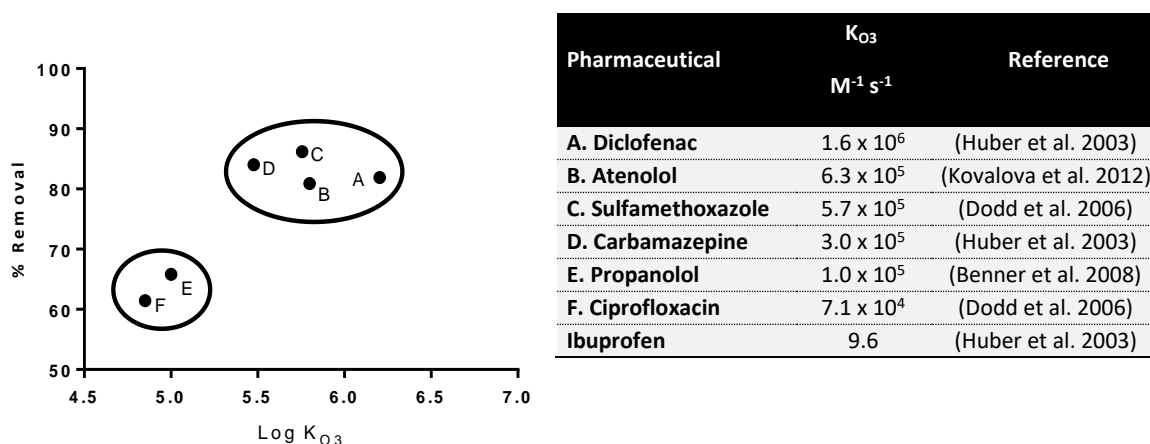 100
90
80
70
60
50
% Removal
4.5 5.0 5.5 6.0 6.5 7.0
Log K O3
D
C
B
A
E
F
Pharmaceutical KO3 M-1 s-1 Reference
A. Diclofenac 1.6 x 10⁶ (Huber et al. 2003)
B. Atenolol 6.3 x 10⁵ (Kovalova et al. 2012)
C. Sulfamethoxazole 5.7 x 10⁵ (Dodd et al. 2006)
D. Carbamazepine 3.0 x 10⁵ (Huber et al. 2003)
E. Propanolol 1.0 x 10⁵ (Benner et al. 2008)
F. Ciprofloxacin 7.1 x 10⁴ (Dodd et al. 2006)
Ibuprofen 9.6 (Huber et al. 2003)